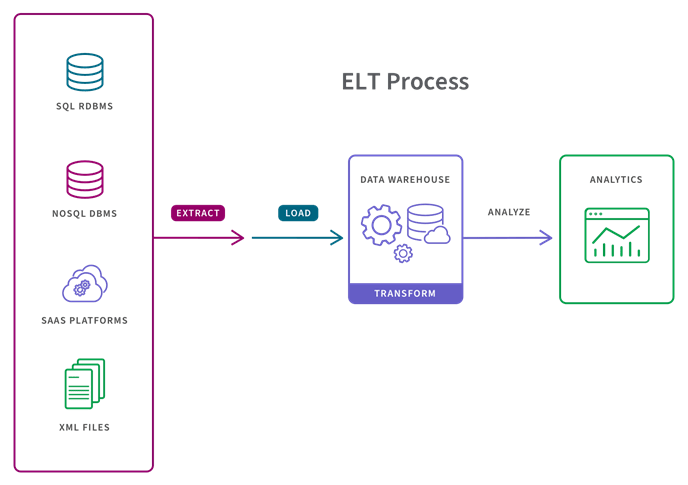 ELT Process
SQL RDBMS
NOSQL DBMS
SAAS PLATFORMS
XML FILES
EXTRACT
LOAD
DATA WAREHOUSE
TRANSFORM
ANALYZE
ANALYTICS